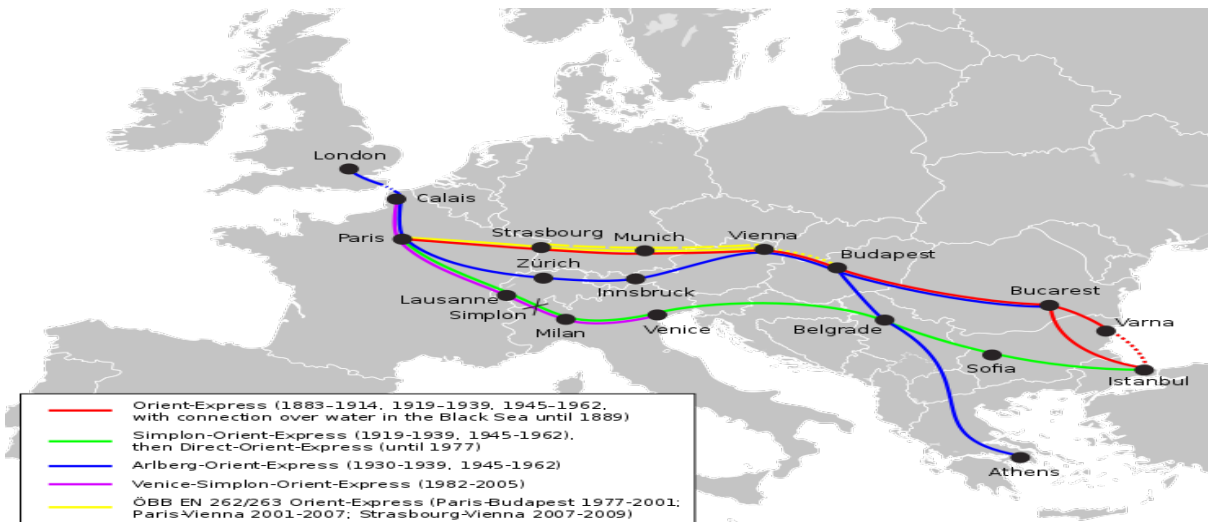 London
Calais
Paris
Strasbourg
Munich
Vienna
Budapest
Zürich
Innsbruck
Lausanne
Simplon
Milan
Venice
Belgrade
Bucarest
Varna
Sofia
Istanbul
Athens
Orient-Express (1883–1914, 1919–1939, 1945–1962,
with connection over water in the Black Sea until 1889)
Simplon-Orient-Express (1919-1939, 1945-1962),
then Direct-Orient-Express (until 1977)
Arlberg-Orient-Express (1930-1939, 1945-1962)
Venice-Simplon-Orient-Express (1982-2005)
ÖBB EN 262/263 Orient-Express (Paris-Budapest 1977-2001;
Paris-Vienna 2001-2007; Strasbourg-Vienna 2007-2009)